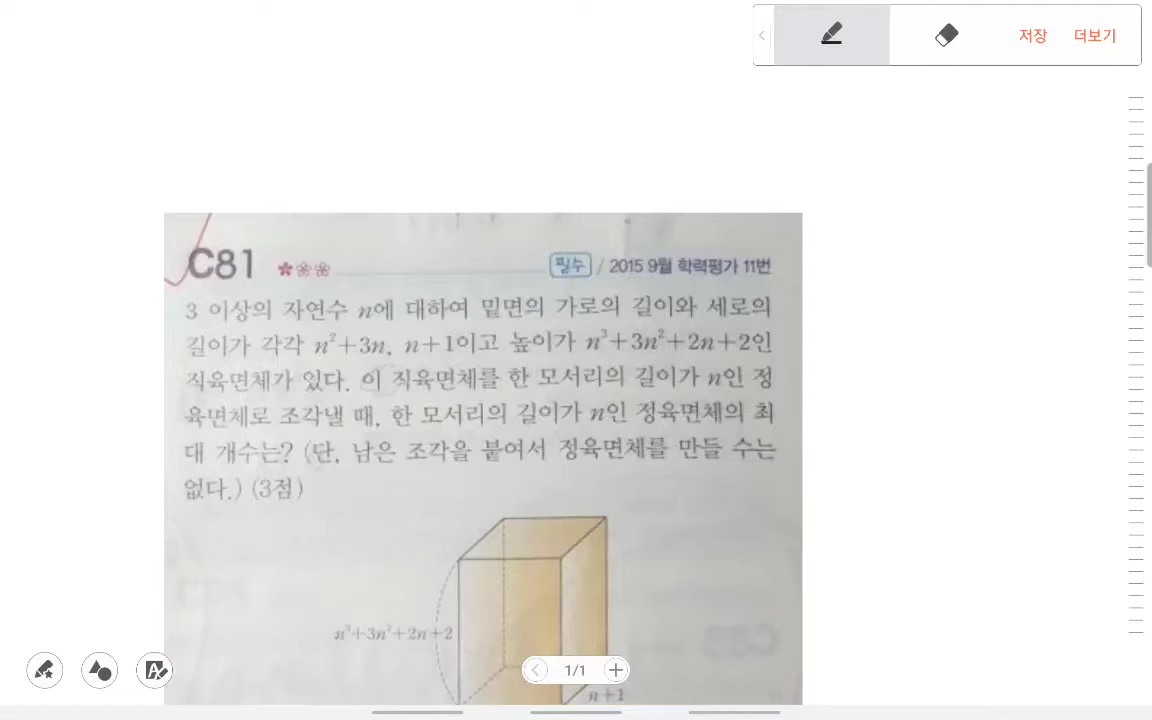 저장 더보기
C81 필수 / 2015 9월 학력평가 11번
3 이상의 자연수 n에 대하여 밑면의 가로의 길이와 세로의
길이가 각각 n²+3n, n+1이고 높이가 n³+3n²+2n+2인
직육면체가 있다. 이 직육면체를 한 모서리의 길이가 n인 정
육면체로 조각낼 때, 한 모서리의 길이가 n인 정육면체의 최
대 개수는? (단, 남은 조각을 붙여서 정육면체를 만들 수는
없다.) (3점)
n³+3n²+2n+2
n+1
1/1